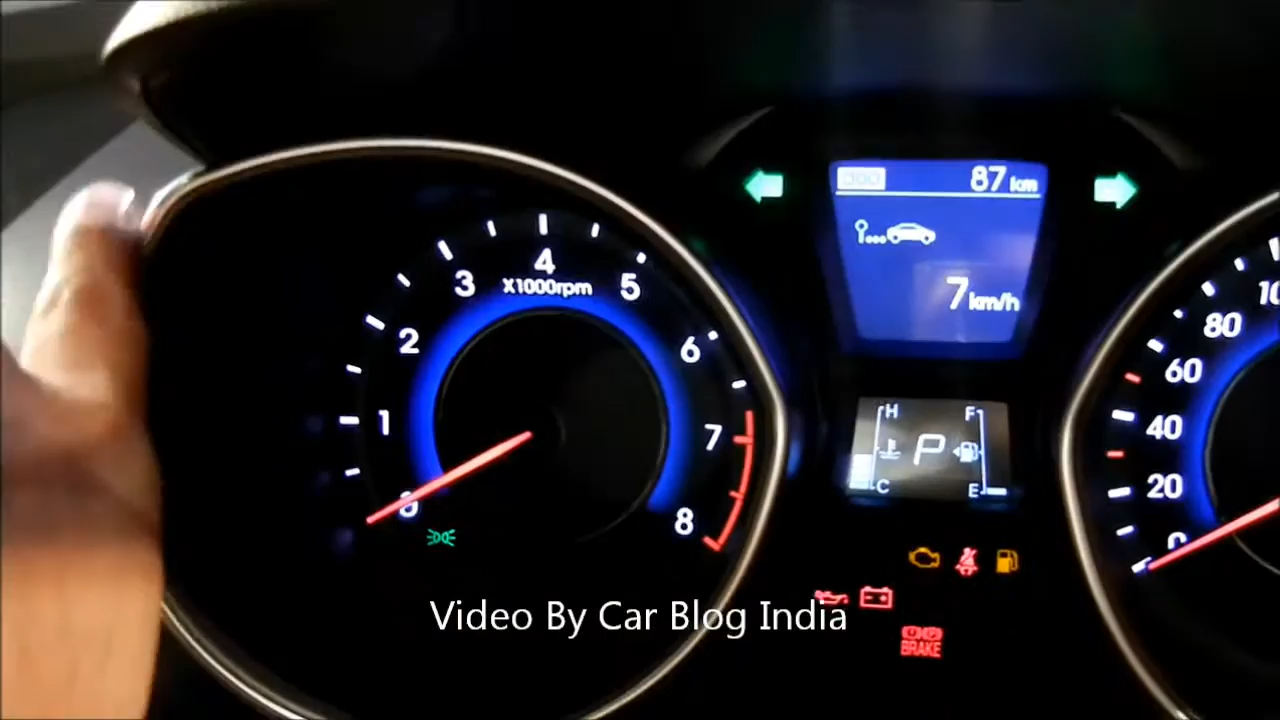 ODO 87 km
7 km/h
1 2 3 4 5 6 7 8
X1000rpm
0 20 40 60 80
H F
P
C E
BRAKE
Video By Car Blog India